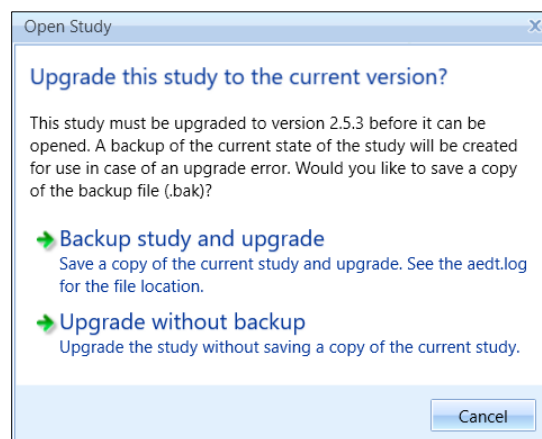 Open Study
Upgrade this study to the current version?
This study must be upgraded to version 2.5.3 before it can be
opened. A backup of the current state of the study will be created
for use in case of an upgrade error. Would you like to save a copy
of the backup file (.bak)?
Backup study and upgrade
Save a copy of the current study and upgrade. See the aedt.log
for the file location.
Upgrade without backup
Upgrade the study without saving a copy of the current study.
Cancel